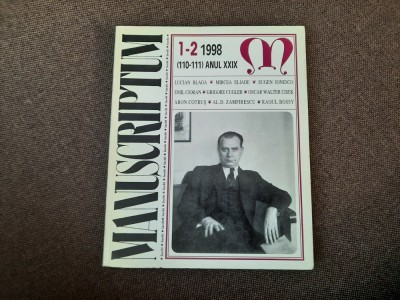 MANUSCRIPTUM
1-2 1998
(110-111) ANUL XXIX
m
LUCIAN BLAGA ● MIRCEA ELIADE ● EUGEN IONESCU
EMIL CIORAN ● GRIGORE CUGLER ● OSCAR WALTER CISEK
ARON COTRUȘ ● AL.D. ZAMFIRESCU ● RAOUL BOSSY